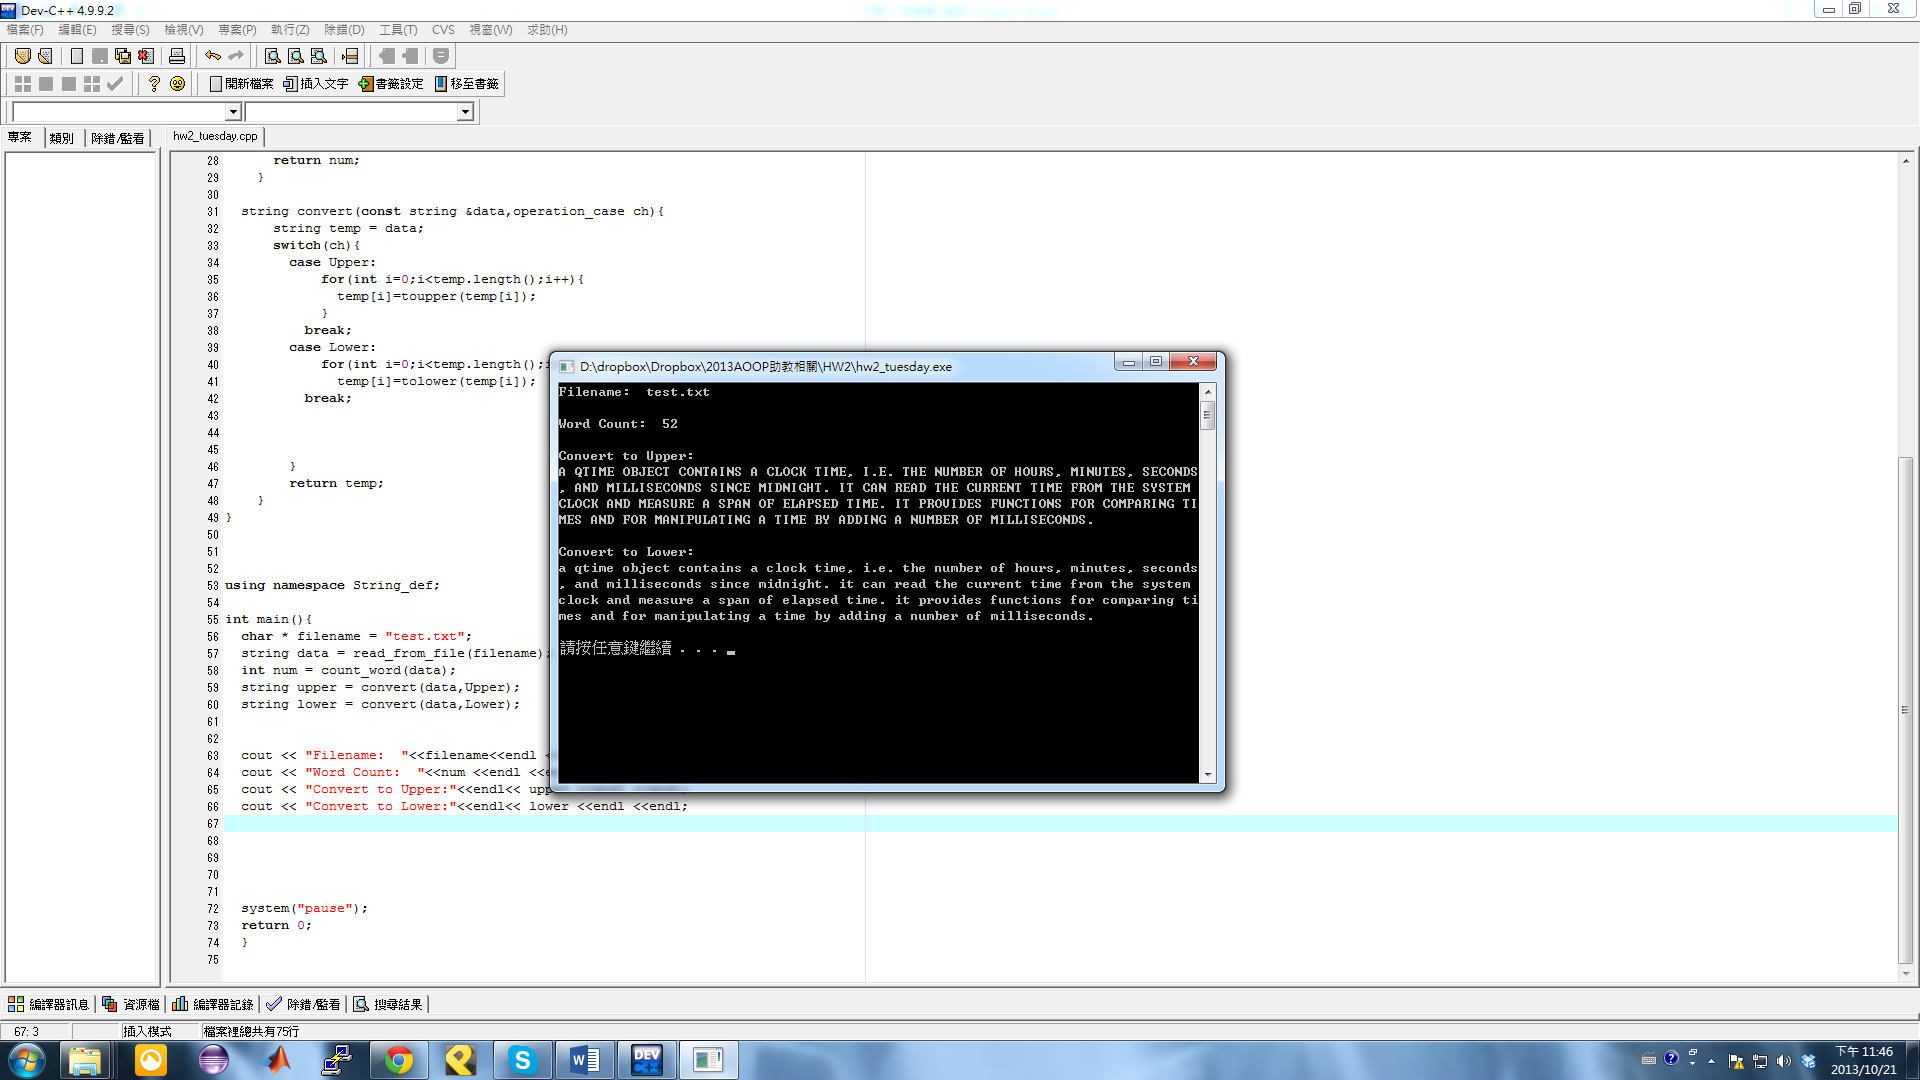 Dev-C++ 4.9.9.2
檔案(F) 編輯(E) 搜尋(S) 檢視(V) 專案(P) 執行(Z) 除錯(D) 工具(T) CVS 視窗(W) 求助(H)
開新檔案 插入文字 書籤設定 移至書籤
專案 類別 除錯/監看 hw2_tuesday.cpp
28 return num;
29 }
30
31 string convert(const string &data,operation_case ch){
32 string temp = data;
33 switch(ch){
34 case Upper:
35 for(int i=0;i<temp.length();i++){
36 temp[i]=toupper(temp[i]);
37 }
38 break;
39 case Lower:
40 for(int i=0;i<temp.length();
41 temp[i]=tolower(temp[i]);
42 break;
43
44
45
46 }
47 return temp;
48 }
49 }
50
51
52
53 using namespace String_def;
54
55 int main(){
56 char * filename = "test.txt";
57 string data = read_from_file(filename);
58 int num = count_word(data);
59 string upper = convert(data,Upper);
60 string lower = convert(data,Lower);
61
62
63 cout << "Filename:  "<<filename<<endl <
64 cout << "Word Count:  "<<num <<endl <<e
65 cout << "Convert to Upper:"<<endl<< upper
66 cout << "Convert to Lower:"<<endl<< lower <<endl <<endl;
67
68
69
70
71
72 system("pause");
73 return 0;
74 }
75
D:\dropbox\Dropbox\2013AOOP助教相關\HW2\hw2_tuesday.exe
Filename:  test.txt
Word Count:  52
Convert to Upper:
A QTIME OBJECT CONTAINS A CLOCK TIME, I.E. THE NUMBER OF HOURS, MINUTES, SECONDS
, AND MILLISECONDS SINCE MIDNIGHT. IT CAN READ THE CURRENT TIME FROM THE SYSTEM
CLOCK AND MEASURE A SPAN OF ELAPSED TIME. IT PROVIDES FUNCTIONS FOR COMPARING TI
MES AND FOR MANIPULATING A TIME BY ADDING A NUMBER OF MILLISECONDS.
Convert to Lower:
a qtime object contains a clock time, i.e. the number of hours, minutes, seconds
, and milliseconds since midnight. it can read the current time from the system
clock and measure a span of elapsed time. it provides functions for comparing ti
mes and for manipulating a time by adding a number of milliseconds.
請按任意鍵繼續 . . .
編譯器訊息 資源檔 編譯器記錄 除錯/監看 搜尋結果
67: 3 插入模式 檔案裡總共有75行
下午 11:46
2013/10/21